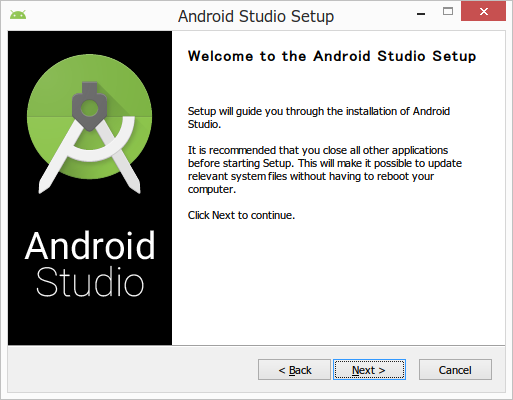 Android Studio Setup
Welcome to the Android Studio Setup
Setup will guide you through the installation of Android
Studio.
It is recommended that you close all other applications
before starting Setup. This will make it possible to update
relevant system files without having to reboot your
computer.
Click Next to continue.
Android
Studio
< Back
Next >
Cancel